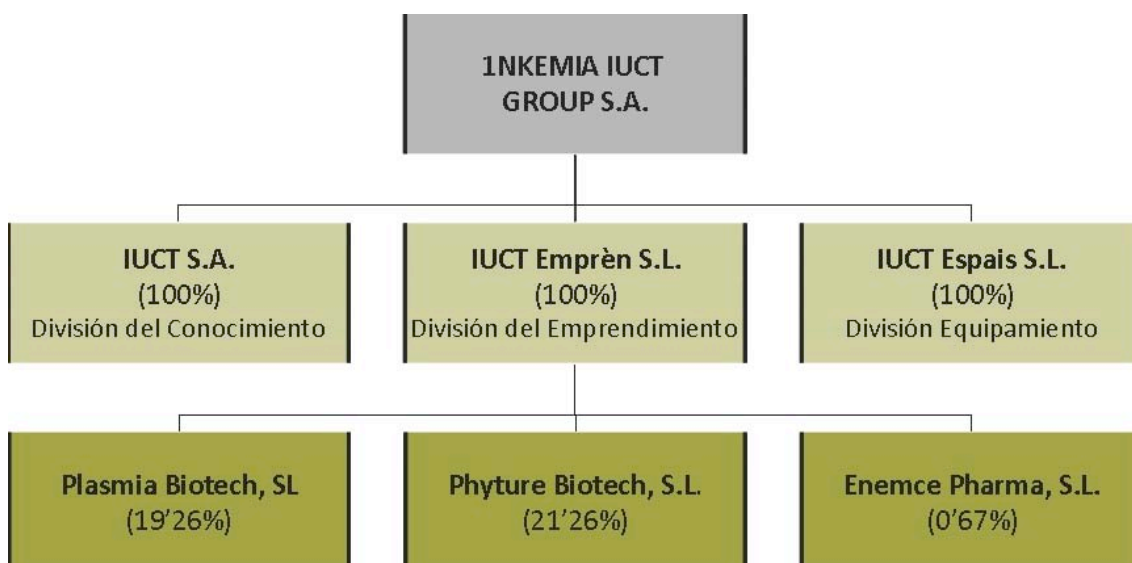 1NKEMIA IUCT
GROUP S.A.
IUCT S.A.
(100%)
División del Conocimiento
IUCT Emprèn S.L.
(100%)
División del Emprendimiento
IUCT Espais S.L.
(100%)
División Equipamiento
Plasmia Biotech, SL
(19’26%)
Phyture Biotech, S.L.
(21’26%)
Enemce Pharma, S.L.
(0’67%)